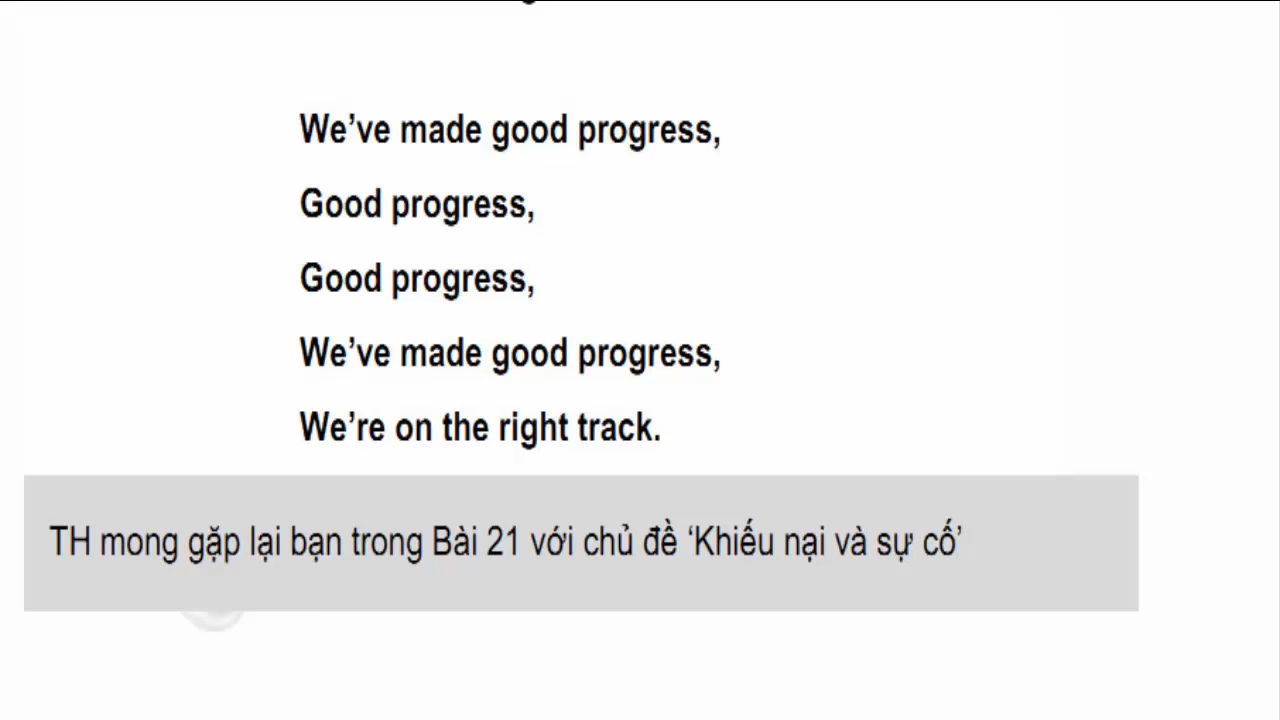 We’ve made good progress,
Good progress,
Good progress,
We’ve made good progress,
We’re on the right track.
TH mong gặp lại bạn trong Bài 21 với chủ đề ‘Khiếu nại và sự cố’